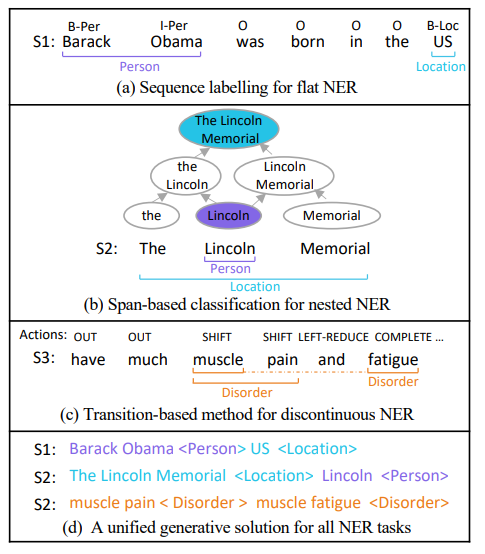 B-Per I-Per O O O O B-Loc
S1: Barack Obama was born in the US
Person Location
(a) Sequence labelling for flat NER
The Lincoln
Memorial
the
Lincoln
Lincoln
Memorial
the Lincoln Memorial
S2: The Lincoln Memorial
Person
Location
(b) Span-based classification for nested NER
Actions: OUT OUT SHIFT SHIFT LEFT-REDUCE COMPLETE ...
S3: have much muscle pain and fatigue
Disorder Disorder
(c) Transition-based method for discontinuous NER
S1: Barack Obama <Person> US <Location>
S2: The Lincoln Memorial <Location> Lincoln <Person>
S2: muscle pain < Disorder > muscle fatigue <Disorder>
(d) A unified generative solution for all NER tasks